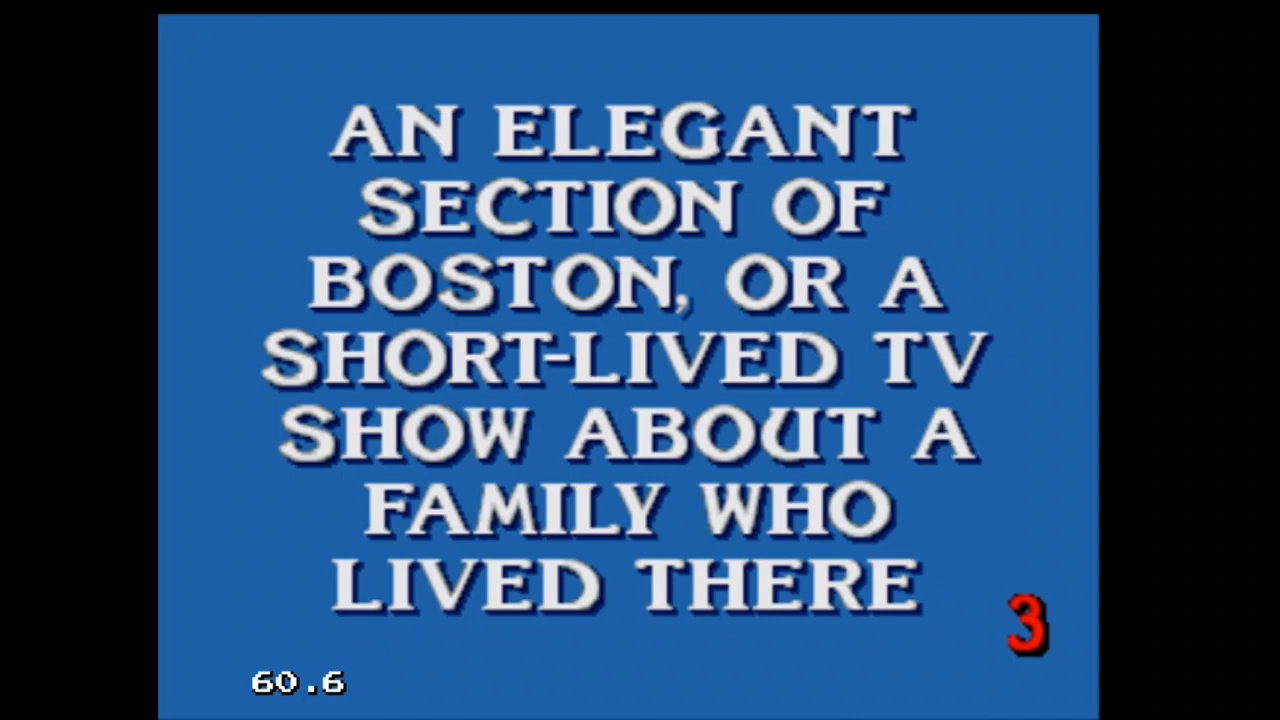 AN ELEGANT
SECTION OF
BOSTON, OR A
SHORT-LIVED TV
SHOW ABOUT A
FAMILY WHO
LIVED THERE
3
60.6